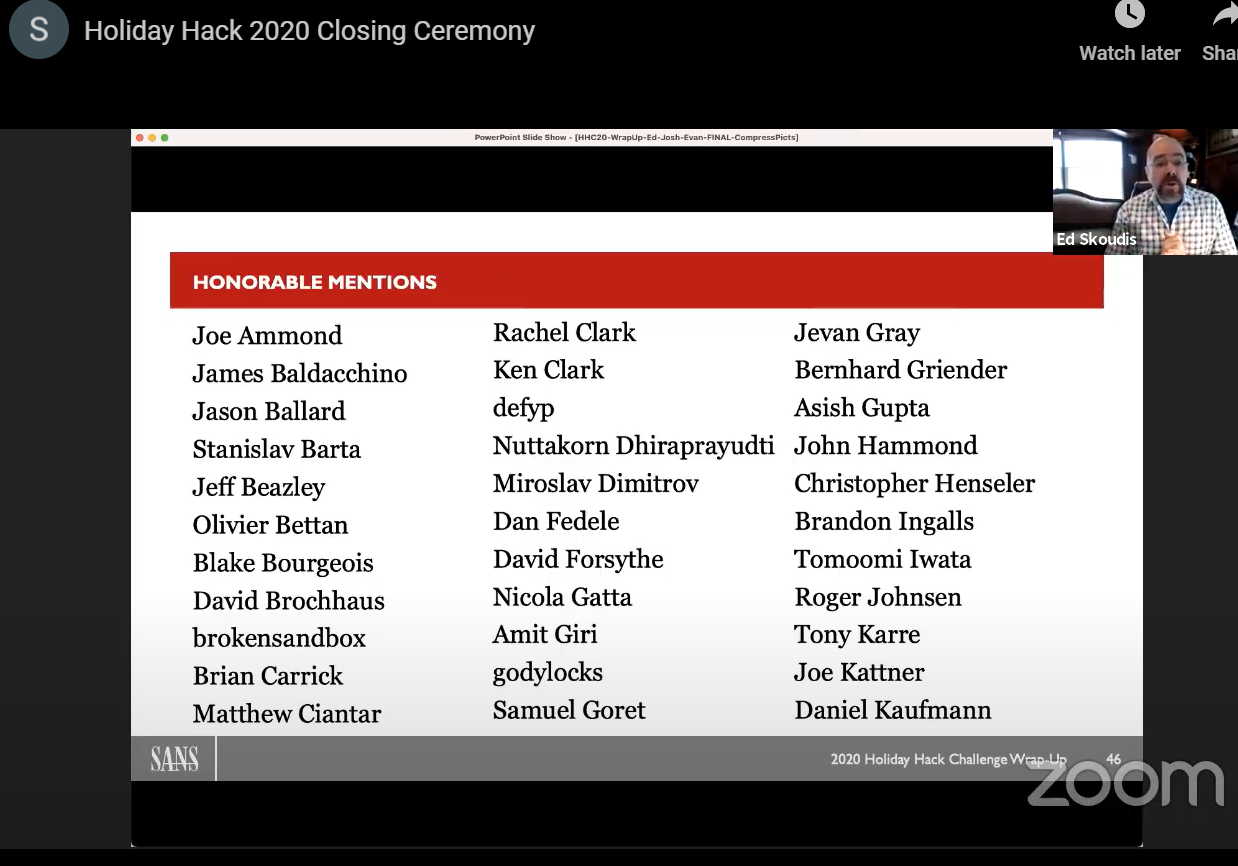 S
Holiday Hack 2020 Closing Ceremony
Watch later
Sha
PowerPoint Slide Show - [HHC20-WrapUp-Ed-Josh-Evan-FINAL-CompressPicts]
Ed Skoudis
HONORABLE MENTIONS
Joe Ammond
James Baldacchino
Jason Ballard
Stanislav Barta
Jeff Beazley
Olivier Bettan
Blake Bourgeois
David Brochhaus
brokensandbox
Brian Carrick
Matthew Ciantar
Rachel Clark
Ken Clark
defyp
Nuttakorn Dhiraprayudti
Miroslav Dimitrov
Dan Fedele
David Forsythe
Nicola Gatta
Amit Giri
godylocks
Samuel Goret
Jevan Gray
Bernhard Griender
Asish Gupta
John Hammond
Christopher Henseler
Brandon Ingalls
Tomoomi Iwata
Roger Johnsen
Tony Karre
Joe Kattner
Daniel Kaufmann
SANS
2020 Holiday Hack Challenge Wrap-Up
46
zoom